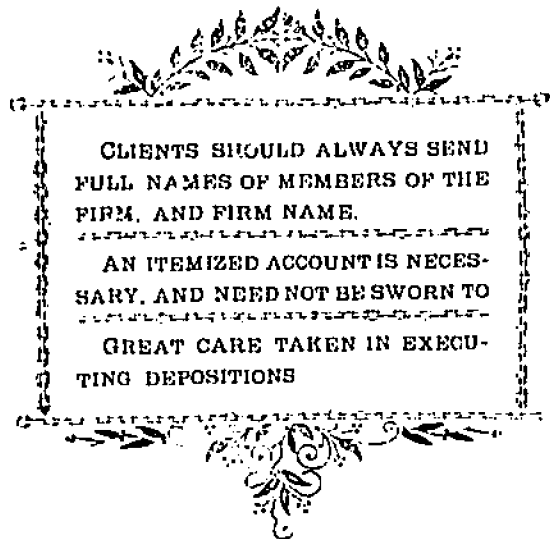 CLIENTS SHOULD ALWAYS SEND
FULL NAMES OF MEMBERS OF THE
FIRM, AND FIRM NAME.
AN ITEMIZED ACCOUNT IS NECES-
SARY, AND NEED NOT BE SWORN TO
GREAT CARE TAKEN IN EXECU-
TING DEPOSITIONS